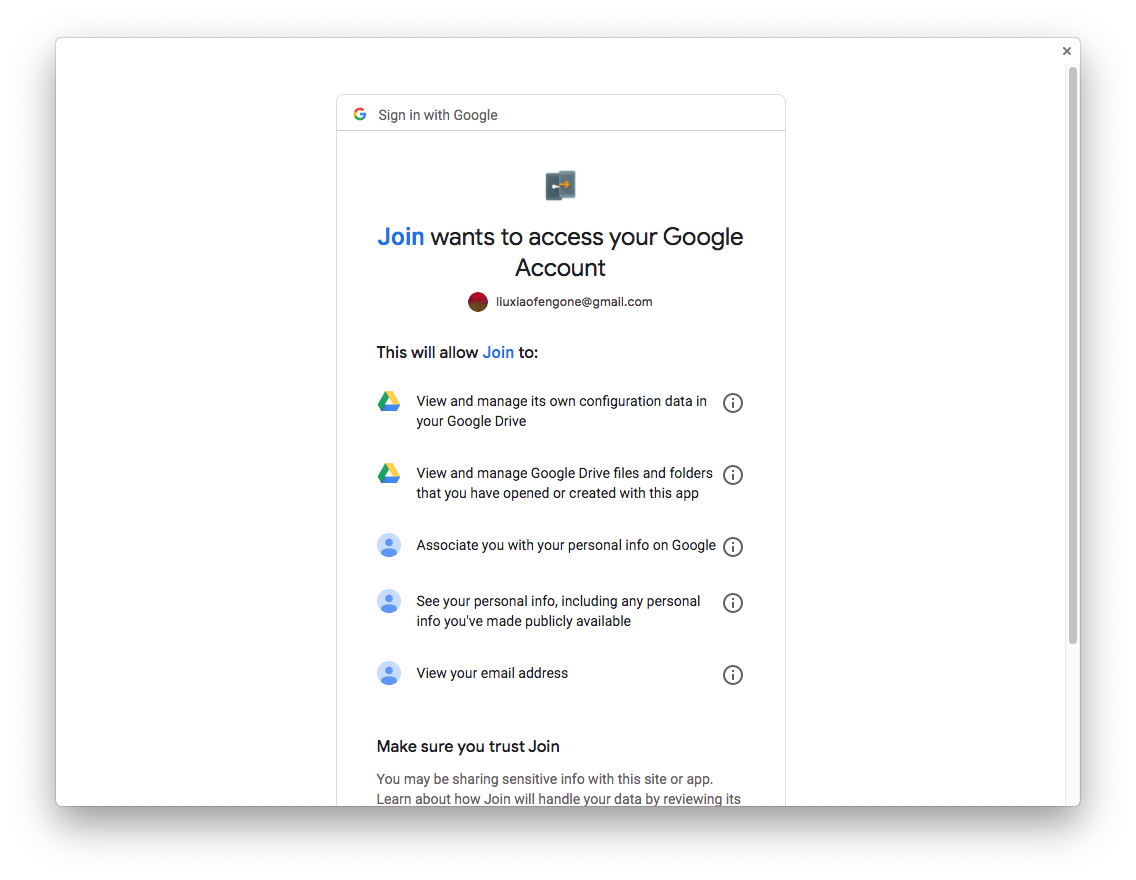 Sign in with Google
Join wants to access your Google
Account
liuxiaofengone@gmail.com
This will allow Join to:
View and manage its own configuration data in
your Google Drive
View and manage Google Drive files and folders
that you have opened or created with this app
Associate you with your personal info on Google
See your personal info, including any personal
info you've made publicly available
View your email address
Make sure you trust Join
You may be sharing sensitive info with this site or app.
Learn about how Join will handle your data by reviewing its